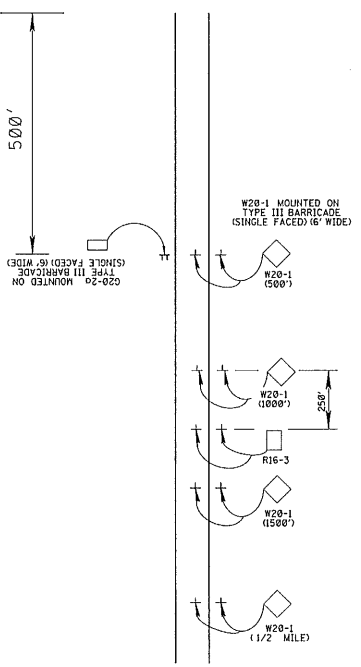 500'
W20-1 MOUNTED ON
TYPE III BARRICADE
(SINGLE FACED) (6' WIDE)
G20-2a MOUNTED ON
TYPE III BARRICADE
(SINGLE FACED) (6' WIDE)
W20-1
(500')
W20-1
(1000')
250'
R16-3
W20-1
(1500')
W20-1
(1/2 MILE)